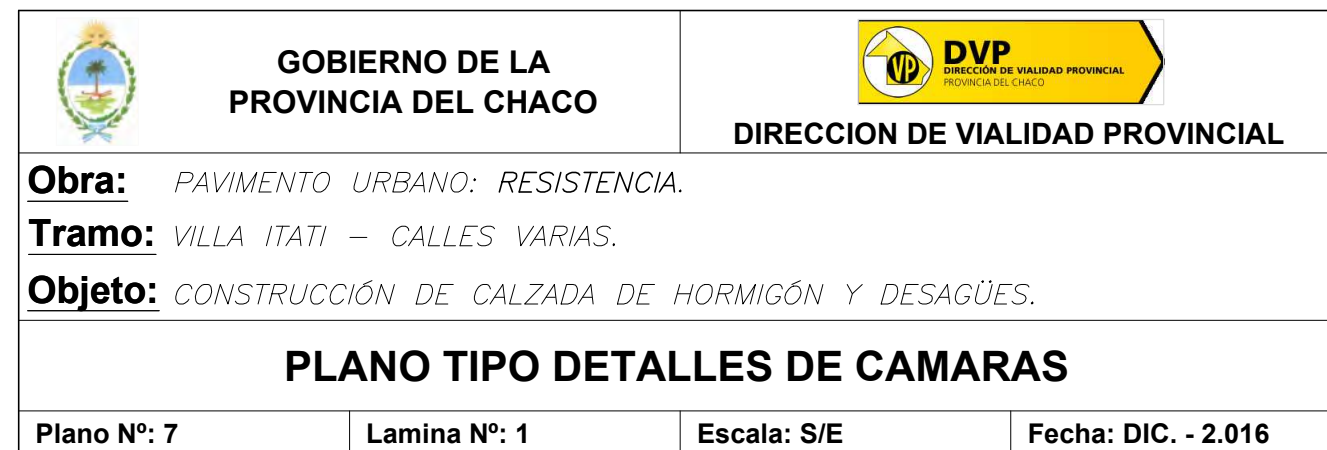 GOBIERNO DE LA
PROVINCIA DEL CHACO
VP
DVP
DIRECCIÓN DE VIALIDAD PROVINCIAL
PROVINCIA DEL CHACO
DIRECCION DE VIALIDAD PROVINCIAL
Obra: PAVIMENTO URBANO: RESISTENCIA.
Tramo: VILLA ITATI – CALLES VARIAS.
Objeto: CONSTRUCCIÓN DE CALZADA DE HORMIGÓN Y DESAGÜES.
PLANO TIPO DETALLES DE CAMARAS
Plano Nº: 7 Lamina Nº: 1 Escala: S/E Fecha: DIC. - 2.016